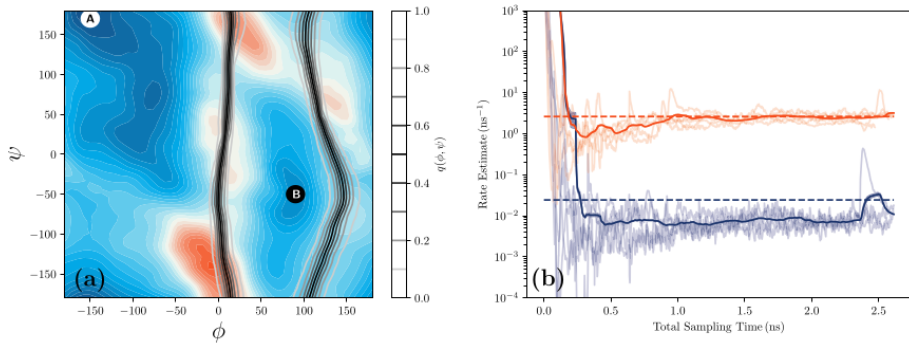 A
B
(a)
150
100
50
0
−50
−100
−150
ψ
−150 −100 −50 0 50 100 150
ϕ
1.0
0.8
0.6
0.4
0.2
0.0
q(ϕ, ψ)
10³
10²
10¹
10⁰
10⁻¹
10⁻²
10⁻³
10⁻⁴
Rate Estimate (ns⁻¹)
(b)
0.0 0.5 1.0 1.5 2.0 2.5
Total Sampling Time (ns)